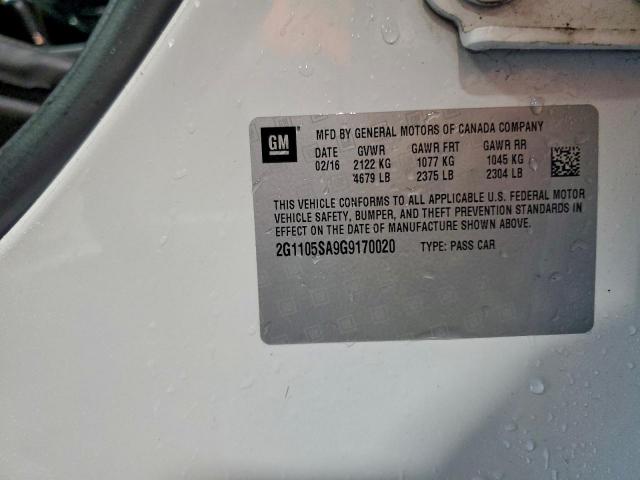 GM MFD BY GENERAL MOTORS OF CANADA COMPANY
DATE GVWR GAWR FRT GAWR RR
02/16 2122 KG 1077 KG 1045 KG
4679 LB 2375 LB 2304 LB
THIS VEHICLE CONFORMS TO ALL APPLICABLE U.S. FEDERAL MOTOR
VEHICLE SAFETY, BUMPER, AND THEFT PREVENTION STANDARDS IN
EFFECT ON THE DATE OF MANUFACTURE SHOWN ABOVE.
2G1105SA9G9170020 TYPE: PASS CAR